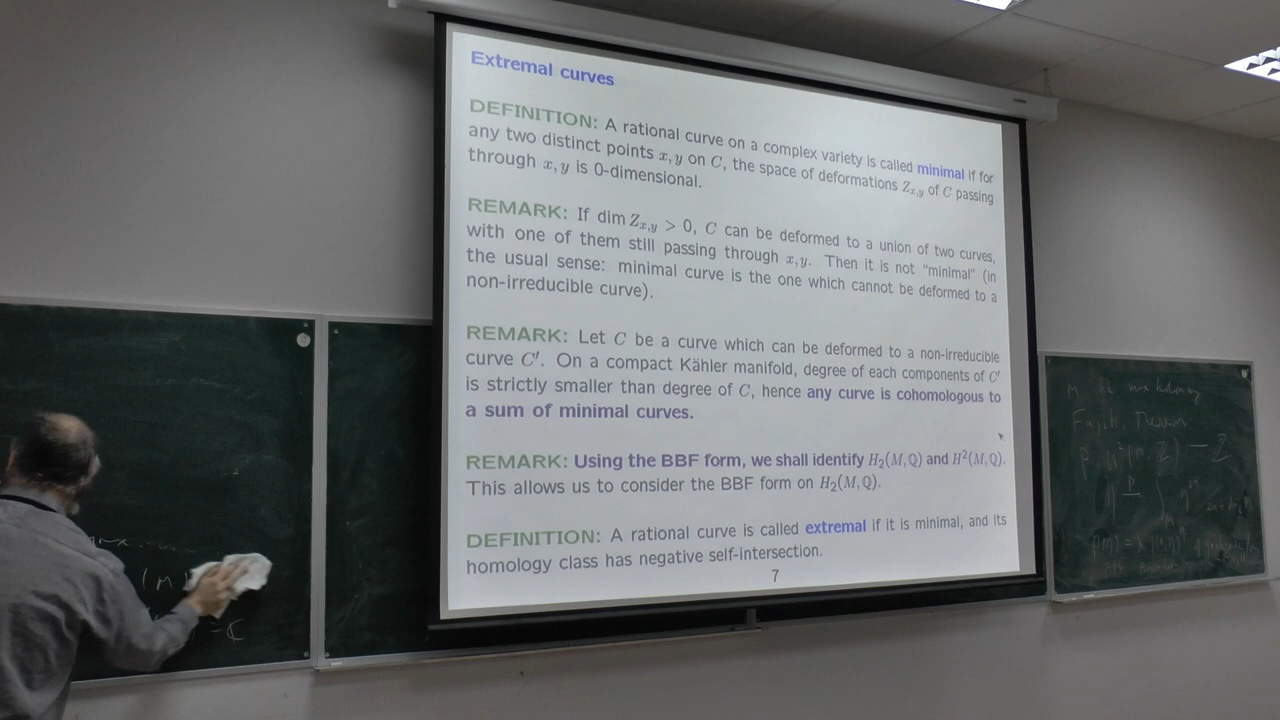 Extremal curves
DEFINITION: A rational curve on a complex variety is called minimal if for
any two distinct points x, y on C, the space of deformations Z_{x,y} of C passing
through x, y is 0-dimensional.
REMARK: If dim Z_{x,y} > 0, C can be deformed to a union of two curves,
with one of them still passing through x, y. Then it is not "minimal" (in
the usual sense: minimal curve is the one which cannot be deformed to a
non-irreducible curve).
REMARK: Let C be a curve which can be deformed to a non-irreducible
curve C′. On a compact Kähler manifold, degree of each components of C′
is strictly smaller than degree of C, hence any curve is cohomologous to
a sum of minimal curves.
REMARK: Using the BBF form, we shall identify H₂(M, ℚ) and H²(M, ℚ).
This allows us to consider the BBF form on H₂(M, ℚ).
DEFINITION: A rational curve is called extremal if it is minimal, and its
homology class has negative self-intersection.
7